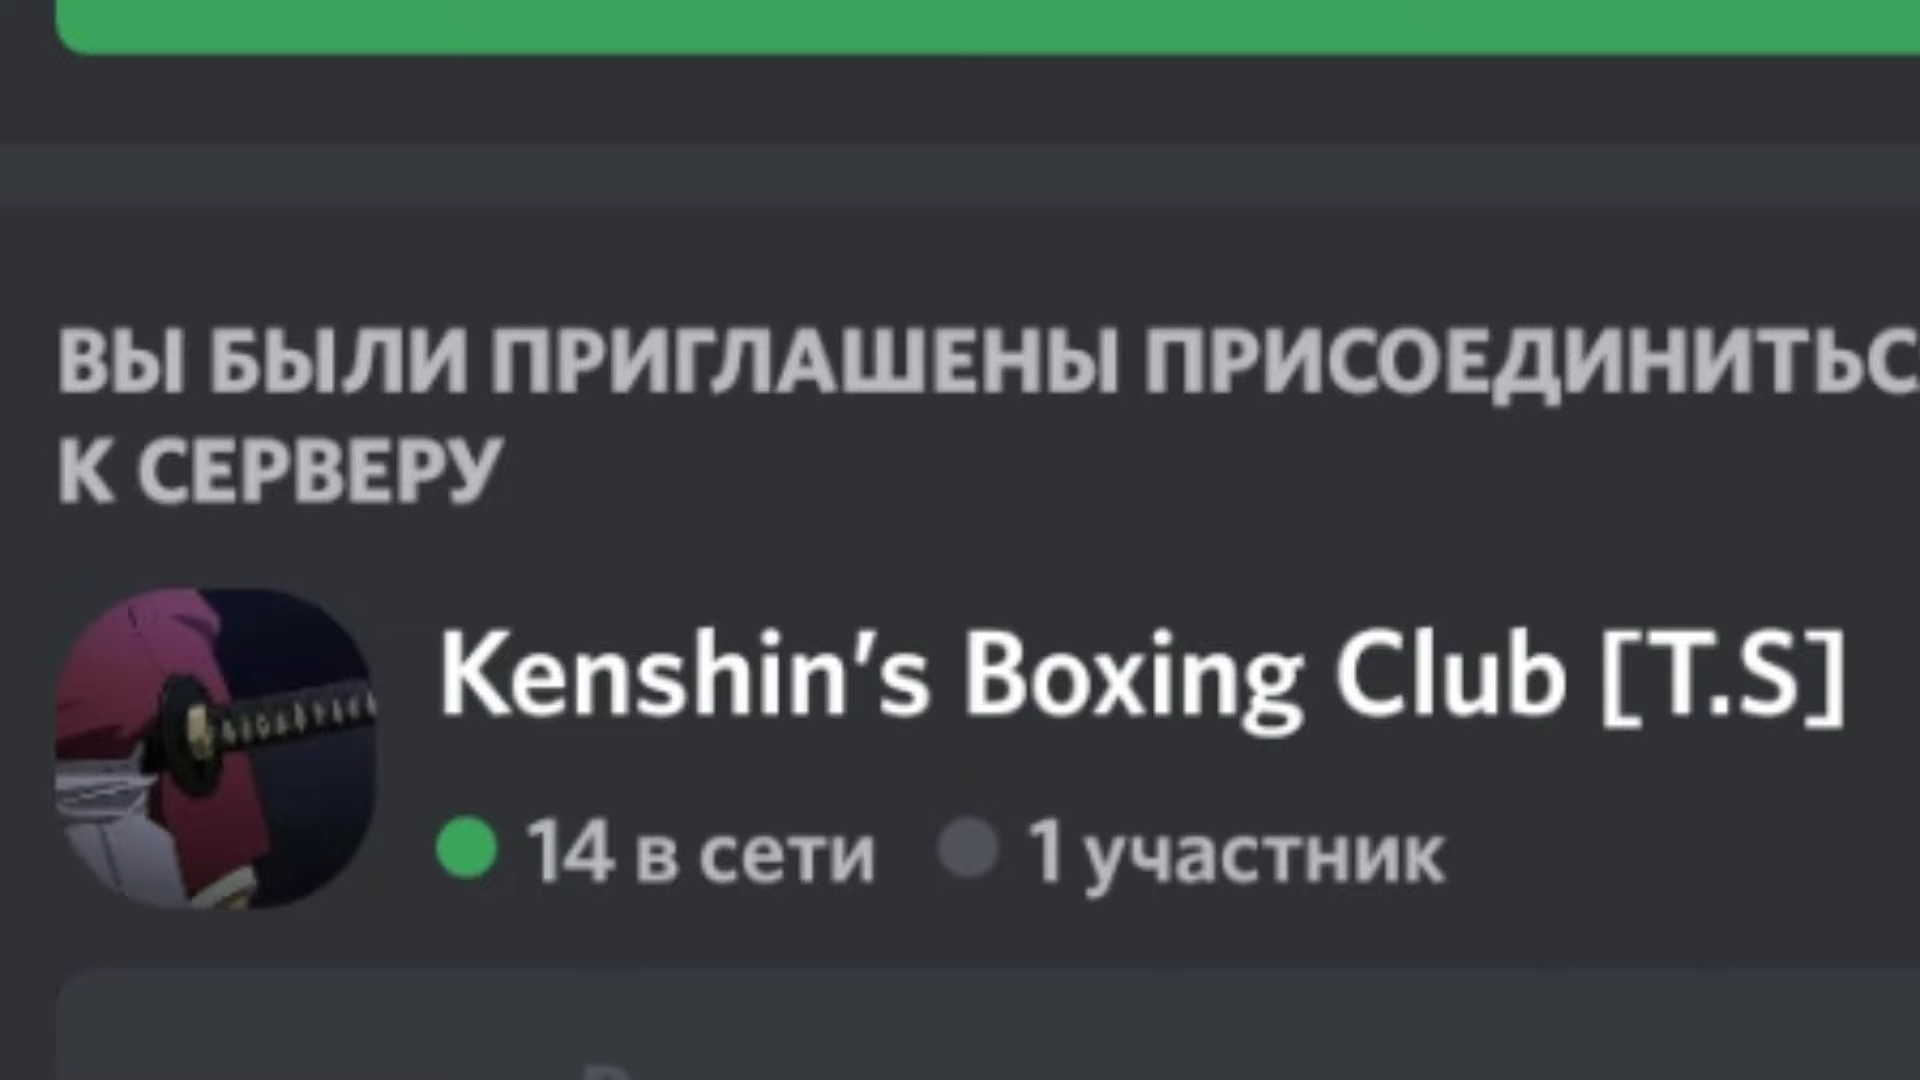 ВЫ БЫЛИ ПРИГЛАШЕНЫ ПРИСОЕДИНИТЬС
К СЕРВЕРУ
Kenshin's Boxing Club [T.S]
14 в сети 1 участник